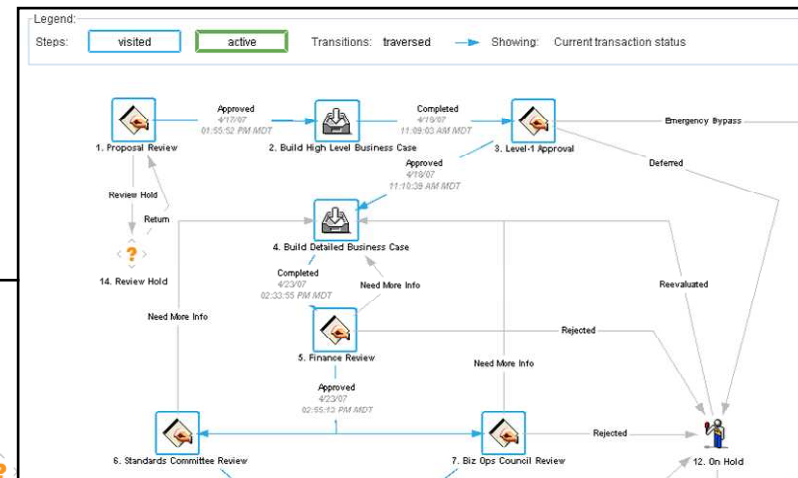 Legend:
Steps: visited active Transitions: traversed Showing: Current transaction status
Approved
4/17/07
01:55:52 PM MDT
Completed
4/18/07
11:09:03 AM MDT
Emergency Bypass
1. Proposal Review
2. Build High Level Business Case
3. Level-1 Approval
Approved
4/18/07
11:10:39 AM MDT
Deferred
Review Hold
Return
4. Build Detailed Business Case
14. Review Hold
Completed
4/23/07
02:33:55 PM MDT
Need More Info
Reevaluated
Need More Info
Rejected
5. Finance Review
Need More Info
Approved
4/23/07
02:55:13 PM MDT
Rejected
6. Standards Committee Review
7. Biz Ops Council Review
12. On Hold